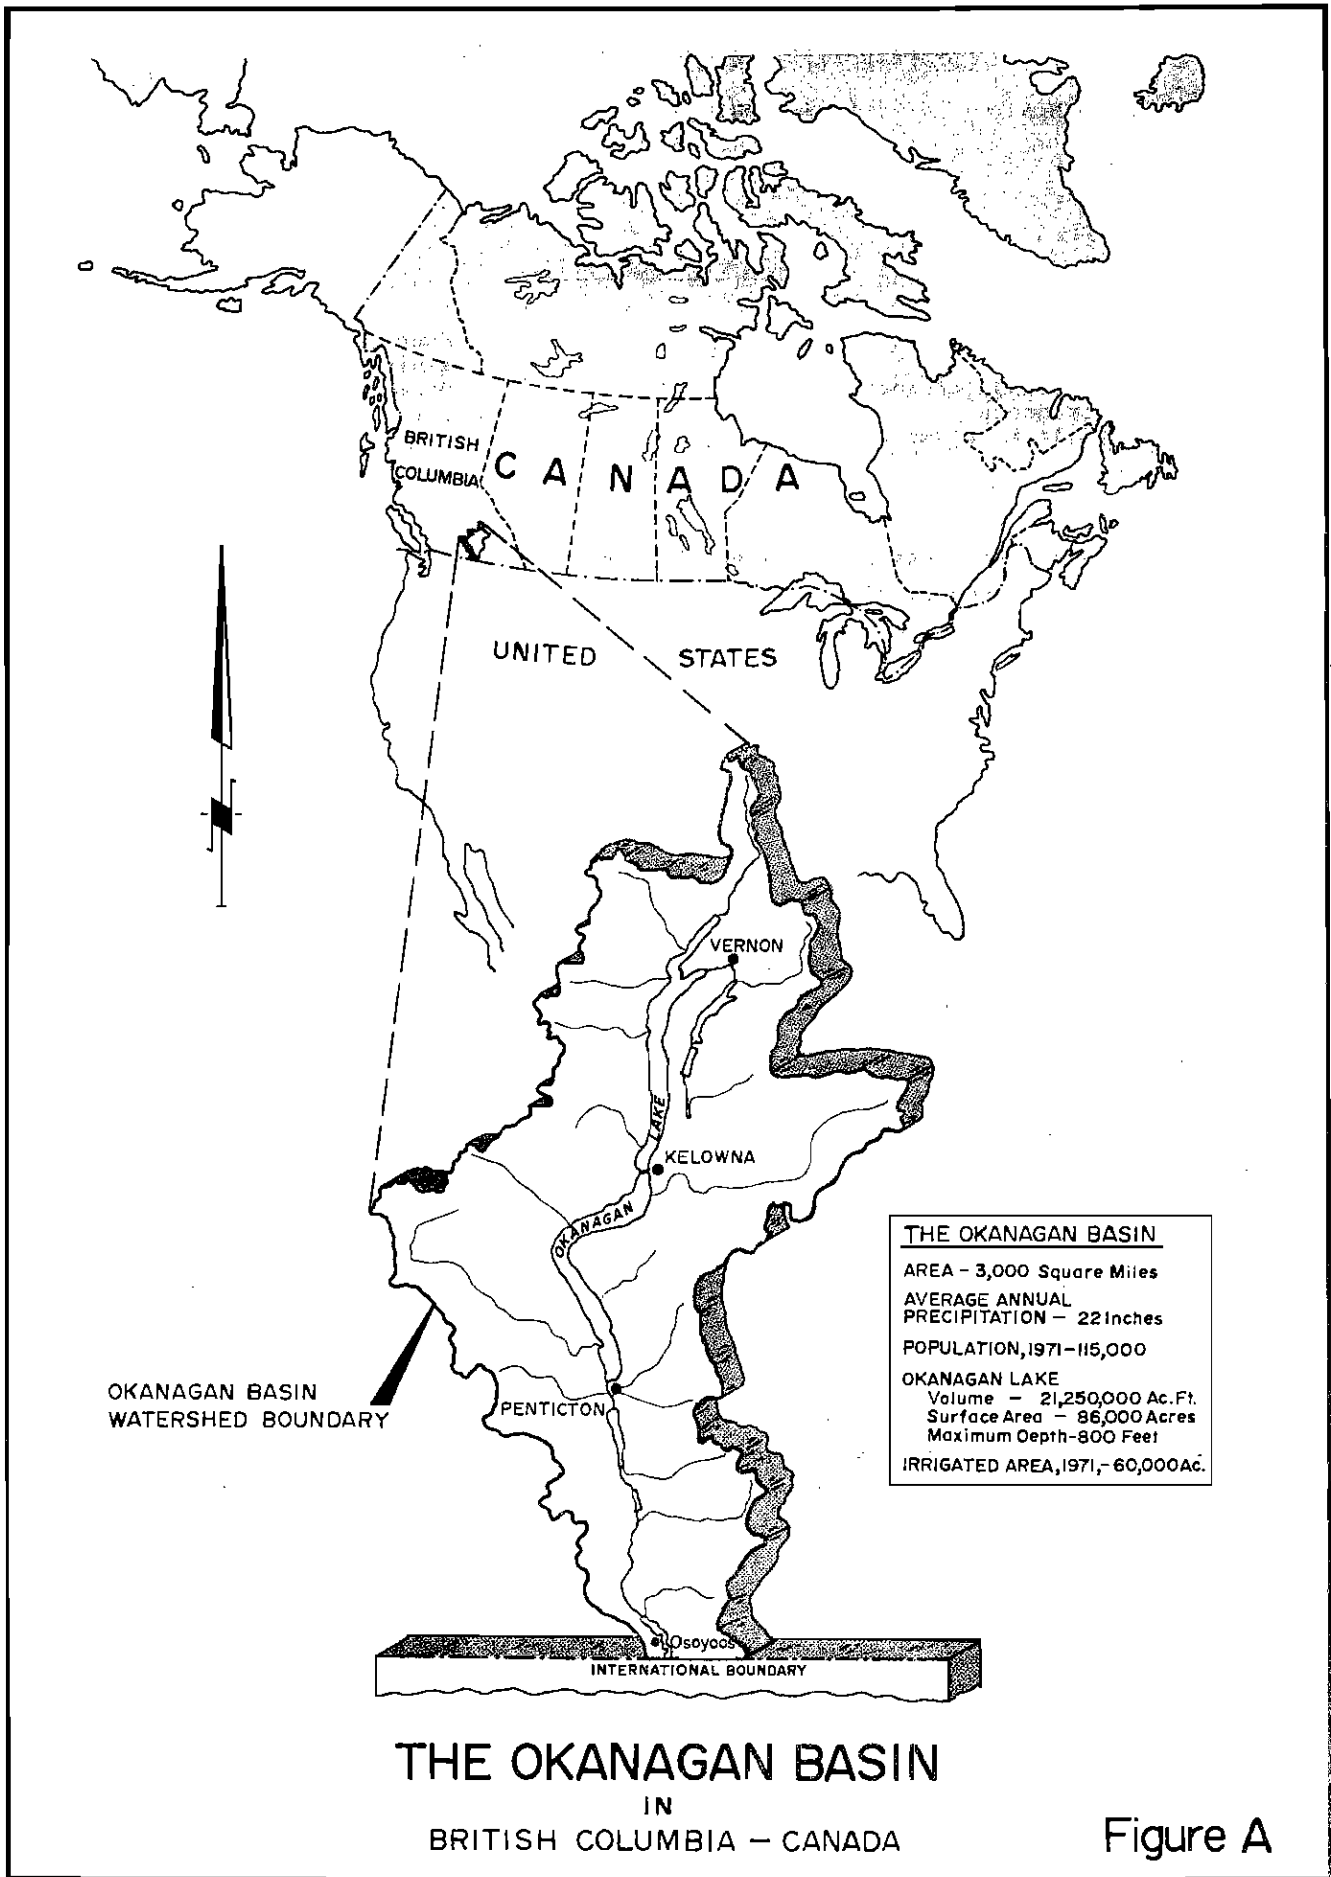 BRITISH
COLUMBIA
CANADA
UNITED STATES
VERNON
LAKE
KELOWNA
OKANAGAN
THE OKANAGAN BASIN
AREA - 3,000 Square Miles
AVERAGE ANNUAL
PRECIPITATION - 22 Inches
POPULATION, 1971-115,000
OKANAGAN LAKE
Volume - 21,250,000 Ac.Ft.
Surface Area - 86,000 Acres
Maximum Depth-800 Feet
IRRIGATED AREA, 1971,-60,000 Ac.
OKANAGAN BASIN
WATERSHED BOUNDARY
PENTICTON
Osoyoos
INTERNATIONAL BOUNDARY
THE OKANAGAN BASIN
IN
BRITISH COLUMBIA - CANADA
Figure A